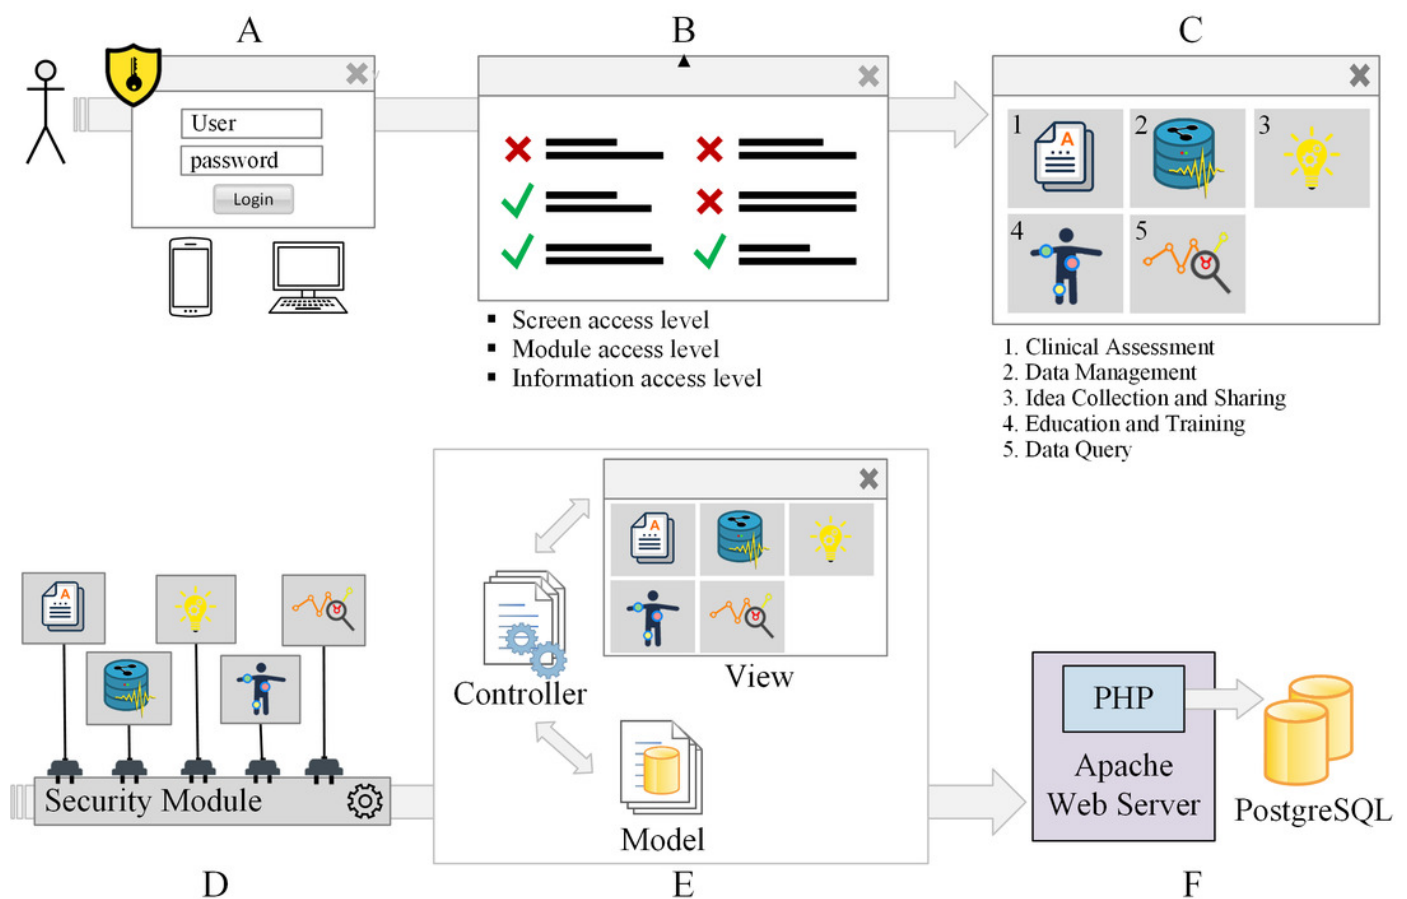 A
B
C
User
password
Login
1
2
3
4
5
A
▪ Screen access level
▪ Module access level
▪ Information access level
1. Clinical Assessment
2. Data Management
3. Idea Collection and Sharing
4. Education and Training
5. Data Query
A
A
Controller
View
Model
Security Module
PHP
Apache
Web Server
PostgreSQL
D
E
F